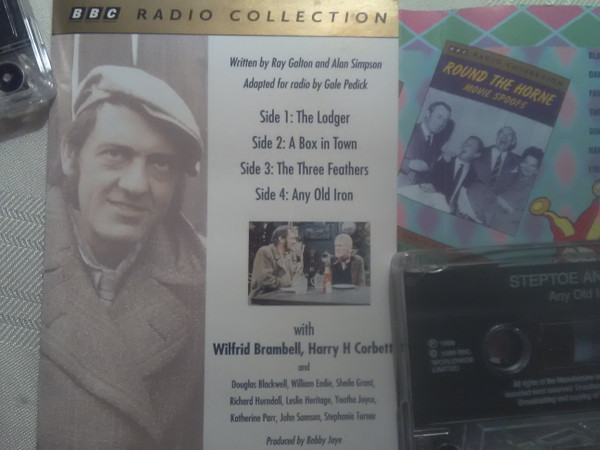 BBC RADIO COLLECTION
Written by Ray Galton and Alan Simpson
Adapted for radio by Gale Pedick
Side 1: The Lodger
Side 2: A Box in Town
Side 3: The Three Feathers
Side 4: Any Old Iron
with
Wilfrid Brambell, Harry H Corbett
and
Douglas Blackwell, William Eedle, Sheila Grant,
Richard Hurndall, Leslie Heritage, Yootha Joyce,
Katherine Parr, John Samson, Stephanie Turner
Produced by Bobby Jaye
RADIO COLLECTION
ROUND THE HORNE
MOVIE SPOOFS
STEPTOE AN
Any Old I